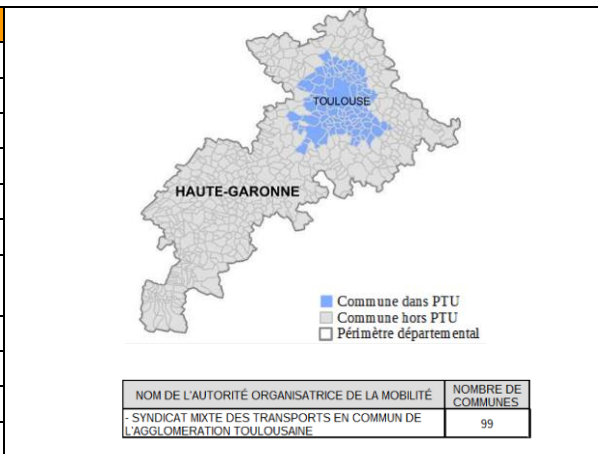 TOULOUSE
HAUTE-GARONNE
Commune dans PTU
Commune hors PTU
Périmètre départemental
NOM DE L'AUTORITÉ ORGANISATRICE DE LA MOBILITÉ
NOMBRE DE
COMMUNES
- SYNDICAT MIXTE DES TRANSPORTS EN COMMUN DE
L'AGGLOMERATION TOULOUSAINE
99